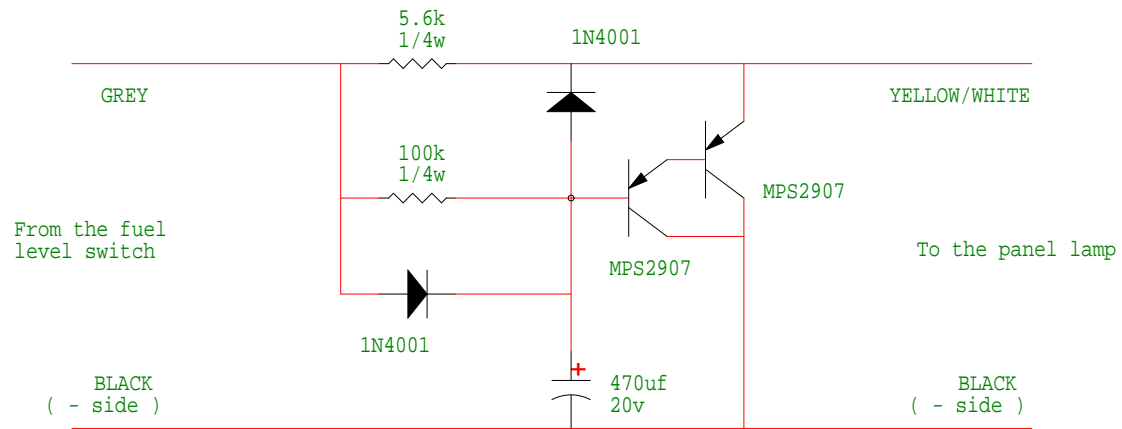 5.6k
1/4w
1N4001
GREY
YELLOW/WHITE
100k
1/4w
MPS2907
From the fuel
level switch
To the panel lamp
MPS2907
1N4001
+
BLACK
( - side )
470uf
20v
BLACK
( - side )